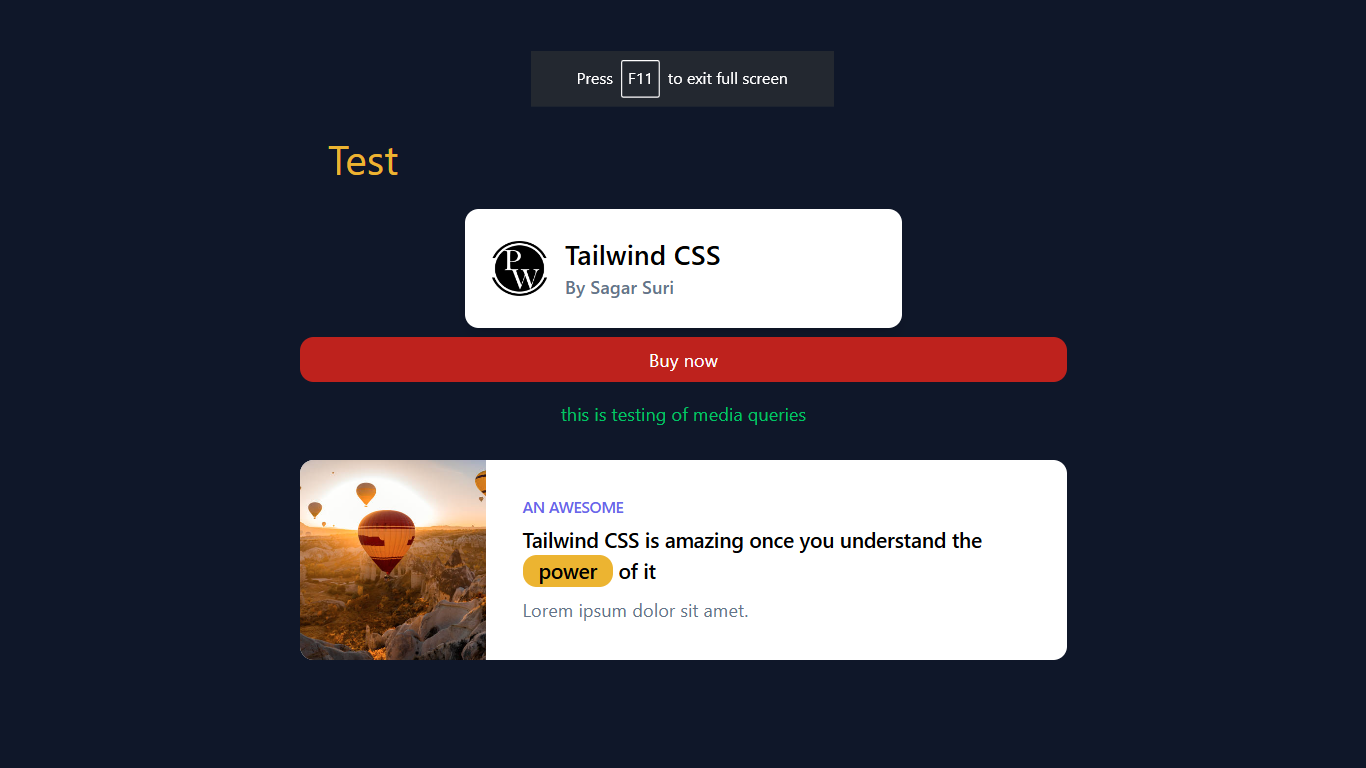 Press F11 to exit full screen
Test
PW
Tailwind CSS
By Sagar Suri
Buy now
this is testing of media queries
AN AWESOME
Tailwind CSS is amazing once you understand the
power of it
Lorem ipsum dolor sit amet.